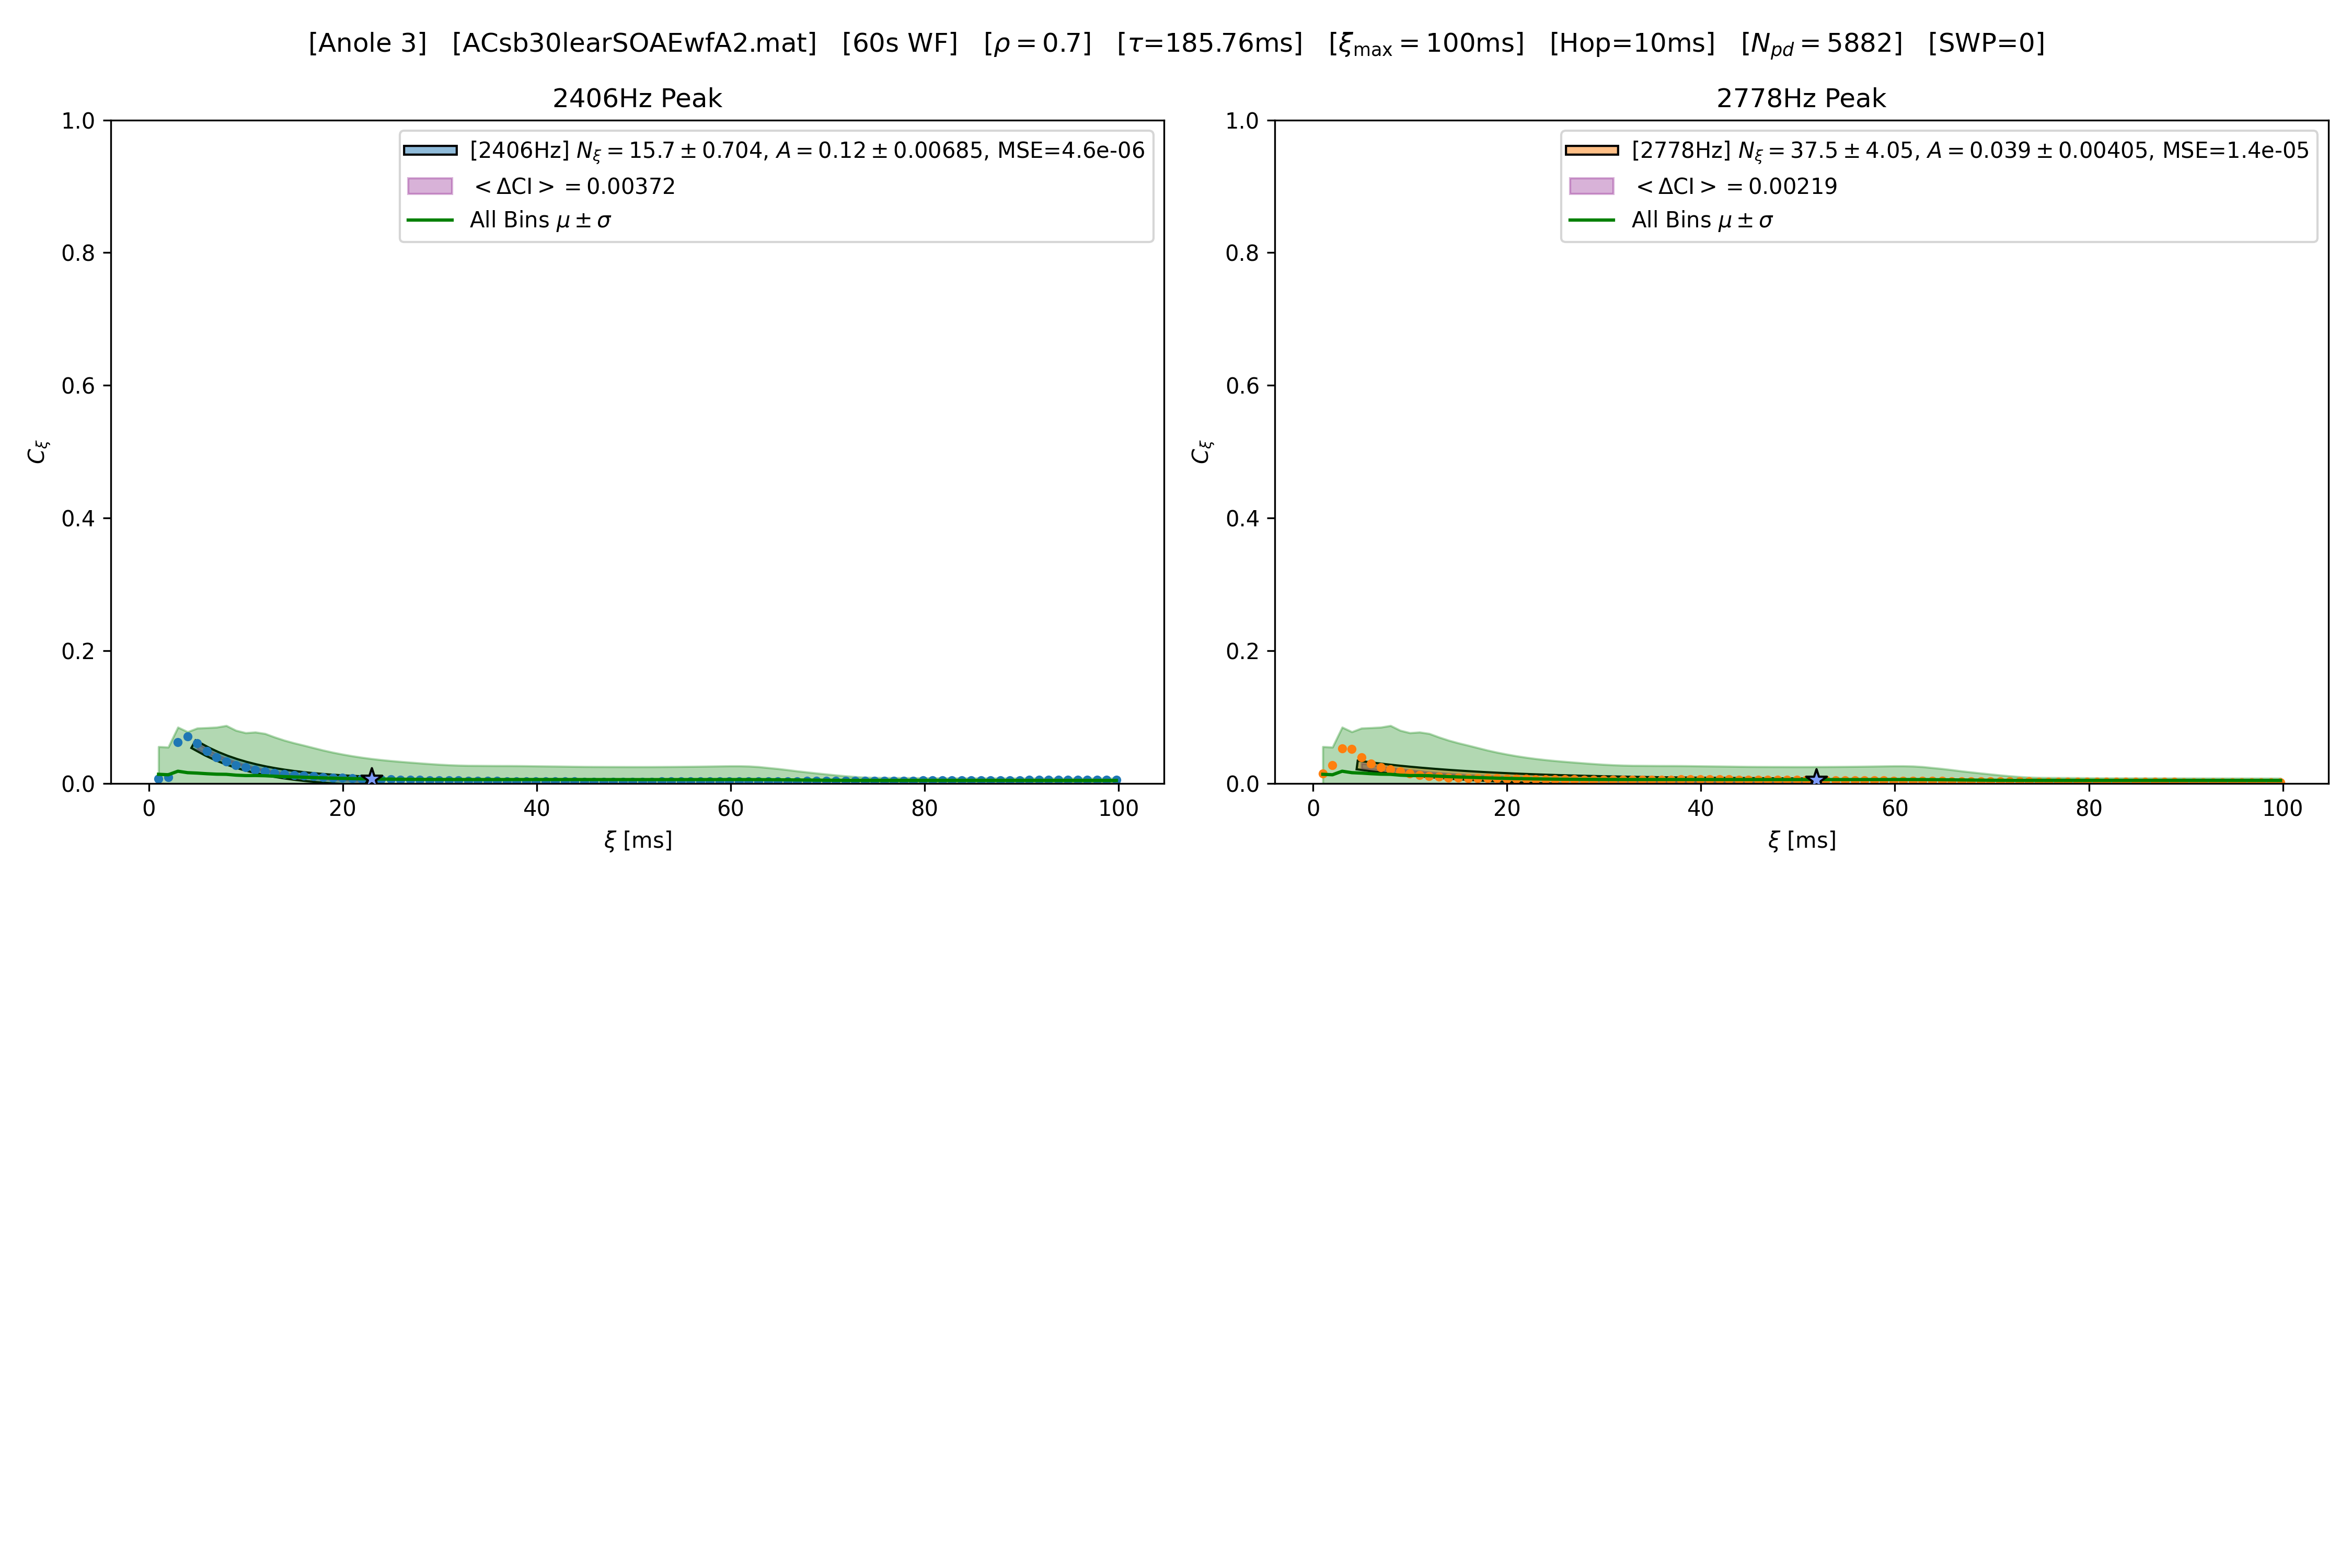 [Anole 3] [ACsb30learSOAEwfA2.mat] [60s WF] [ρ = 0.7] [τ=185.76ms] [ξmax = 100ms] [Hop=10ms] [Npd = 5882] [SWP=0]
2406Hz Peak
1.0
0.8
0.6
0.4
0.2
0.0
Cξ
[2406Hz] Nξ = 15.7 ± 0.704, A = 0.12 ± 0.00685, MSE=4.6e-06
< ΔCI > = 0.00372
All Bins μ ± σ
0 20 40 60 80 100
ξ [ms]
2778Hz Peak
1.0
0.8
0.6
0.4
0.2
0.0
Cξ
[2778Hz] Nξ = 37.5 ± 4.05, A = 0.039 ± 0.00405, MSE=1.4e-05
< ΔCI > = 0.00219
All Bins μ ± σ
0 20 40 60 80 100
ξ [ms]